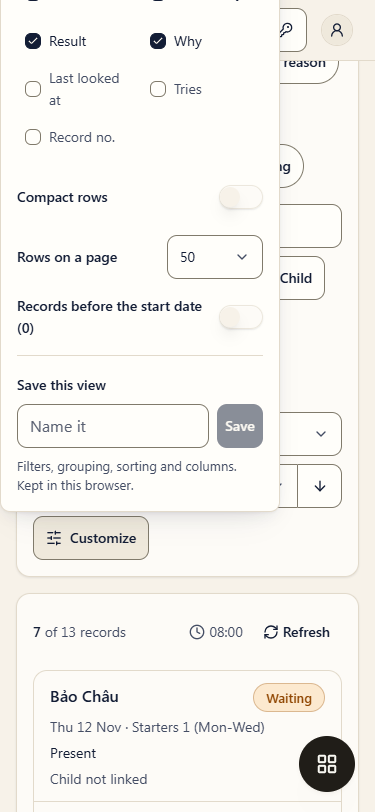 Result
Why
reason
Last looked
at
Tries
Record no.
ng
Compact rows
Rows on a page
50
Child
Records before the start date
(0)
Save this view
Name it
Save
Filters, grouping, sorting and columns.
Kept in this browser.
Customize
7 of 13 records
08:00
Refresh
Bảo Châu
Waiting
Thu 12 Nov · Starters 1 (Mon-Wed)
Present
Child not linked